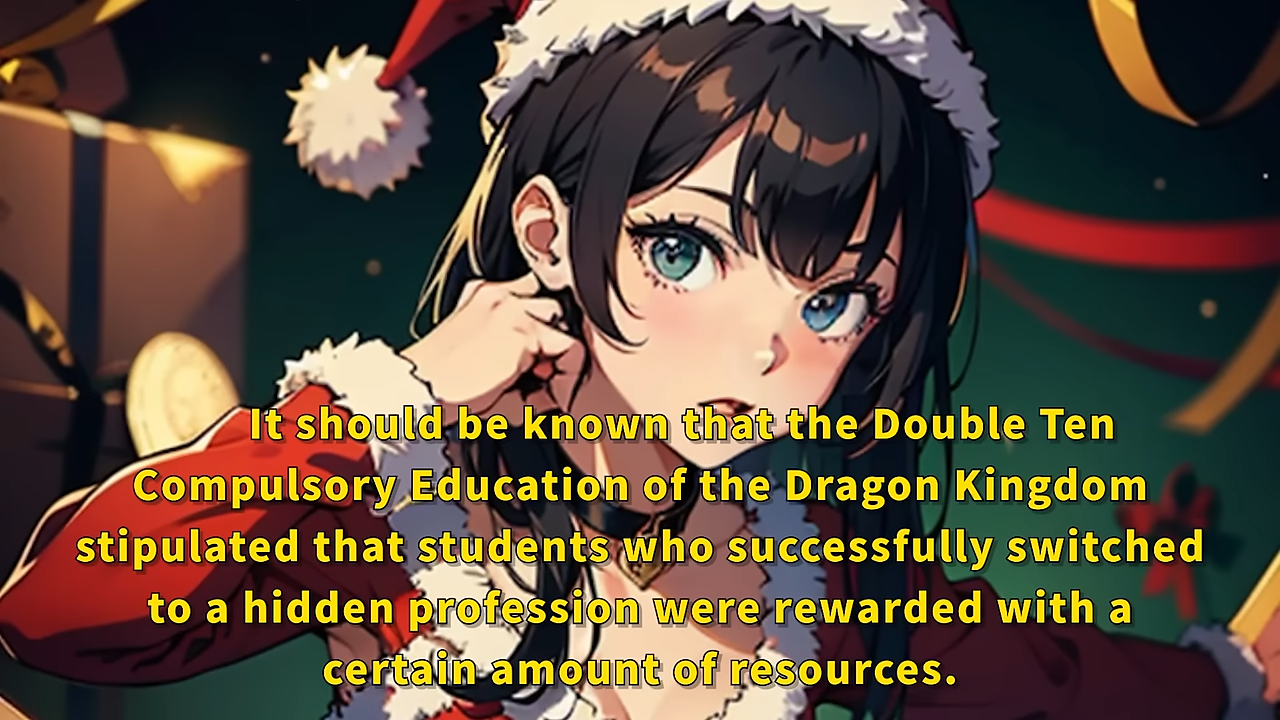 It should be known that the Double Ten
Compulsory Education of the Dragon Kingdom
stipulated that students who successfully switched
to a hidden profession were rewarded with a
certain amount of resources.